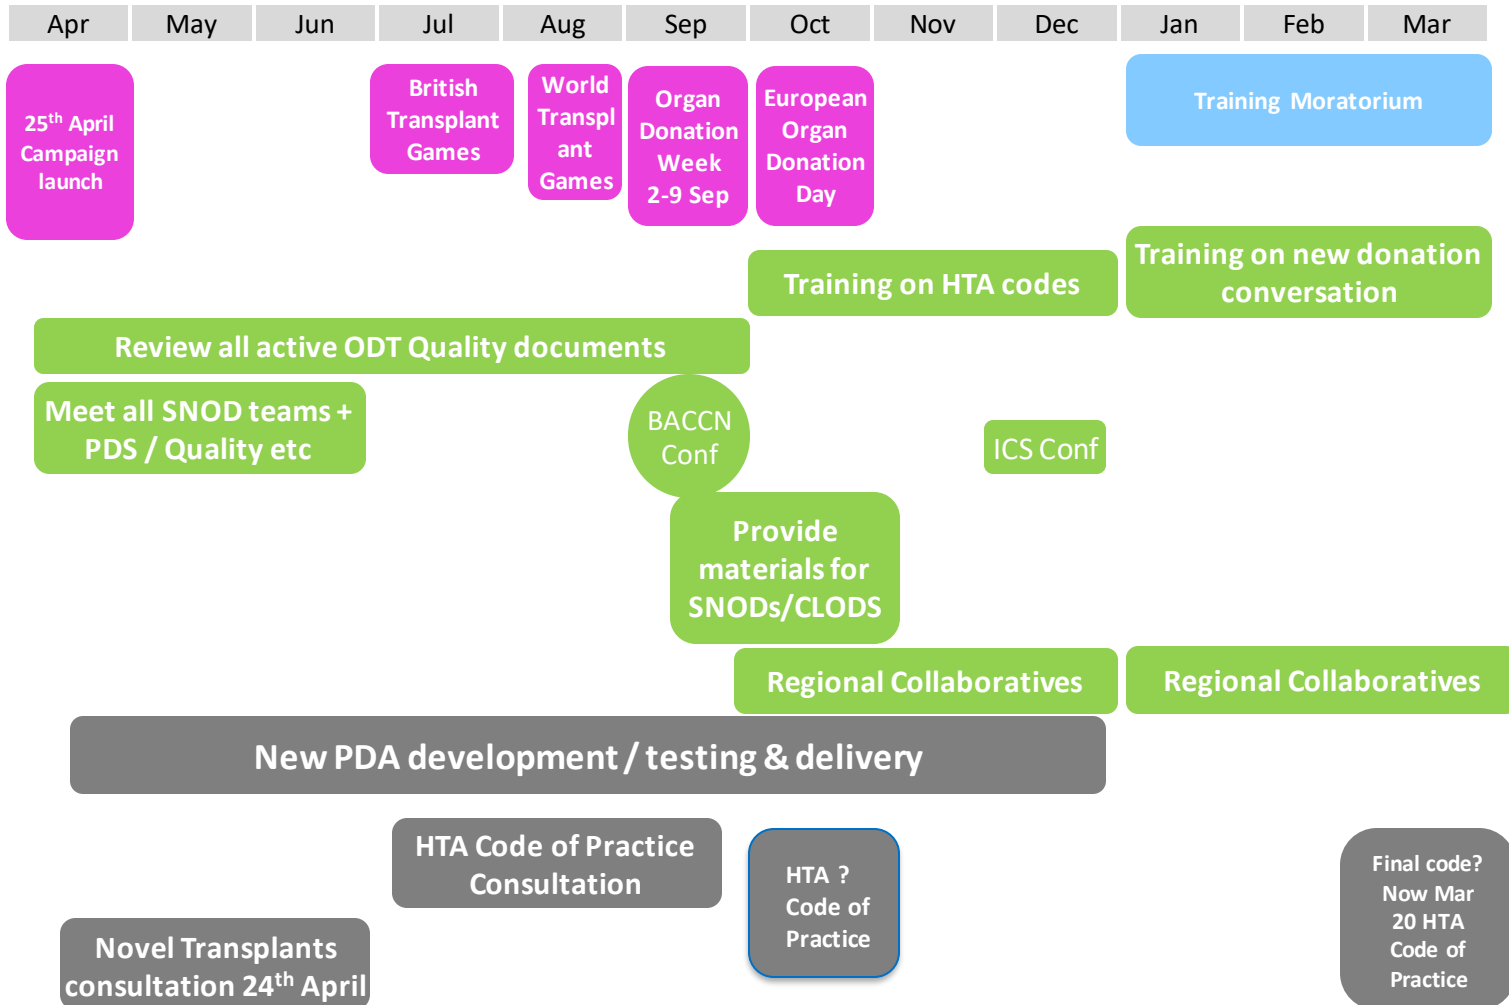 Apr May Jun Jul Aug Sep Oct Nov Dec Jan Feb Mar
25th April
Campaign
launch
British
Transplant
Games
World
Transpl
ant
Games
Organ
Donation
Week
2-9 Sep
European
Organ
Donation
Day
Training Moratorium
Training on HTA codes
Training on new donation
conversation
Review all active ODT Quality documents
Meet all SNOD teams +
PDS / Quality etc
BACCN
Conf
ICS Conf
Provide
materials for
SNODs/CLODS
Regional Collaboratives
Regional Collaboratives
New PDA development / testing & delivery
HTA Code of Practice
Consultation
HTA ?
Code of
Practice
Final code?
Now Mar
20 HTA
Code of
Practice
Novel Transplants
consultation 24th April